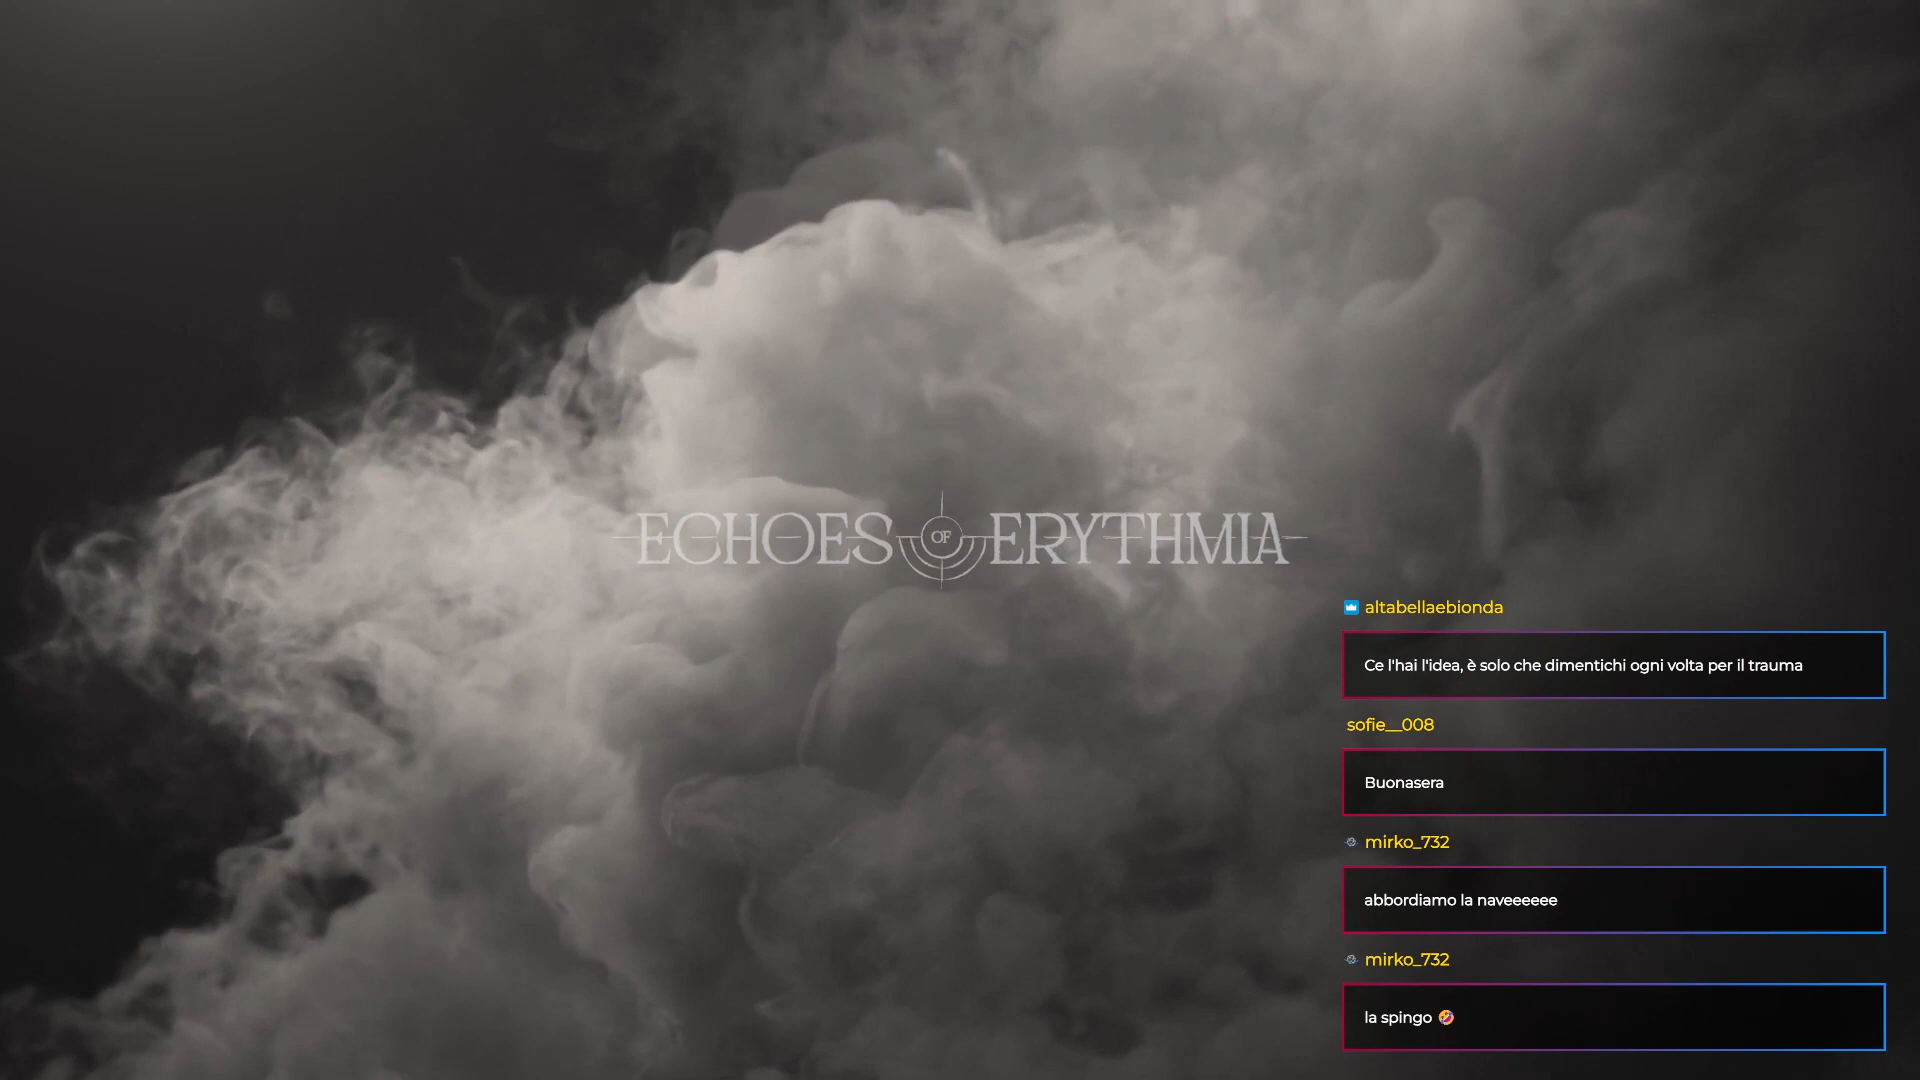 ECHOES OF ERYTHMIA
altabellaebionda
Ce l'hai l'idea, è solo che dimentichi ogni volta per il trauma
sofie__008
Buonasera
mirko_732
abbordiamo la naveeeeee
mirko_732
la spingo 🤣